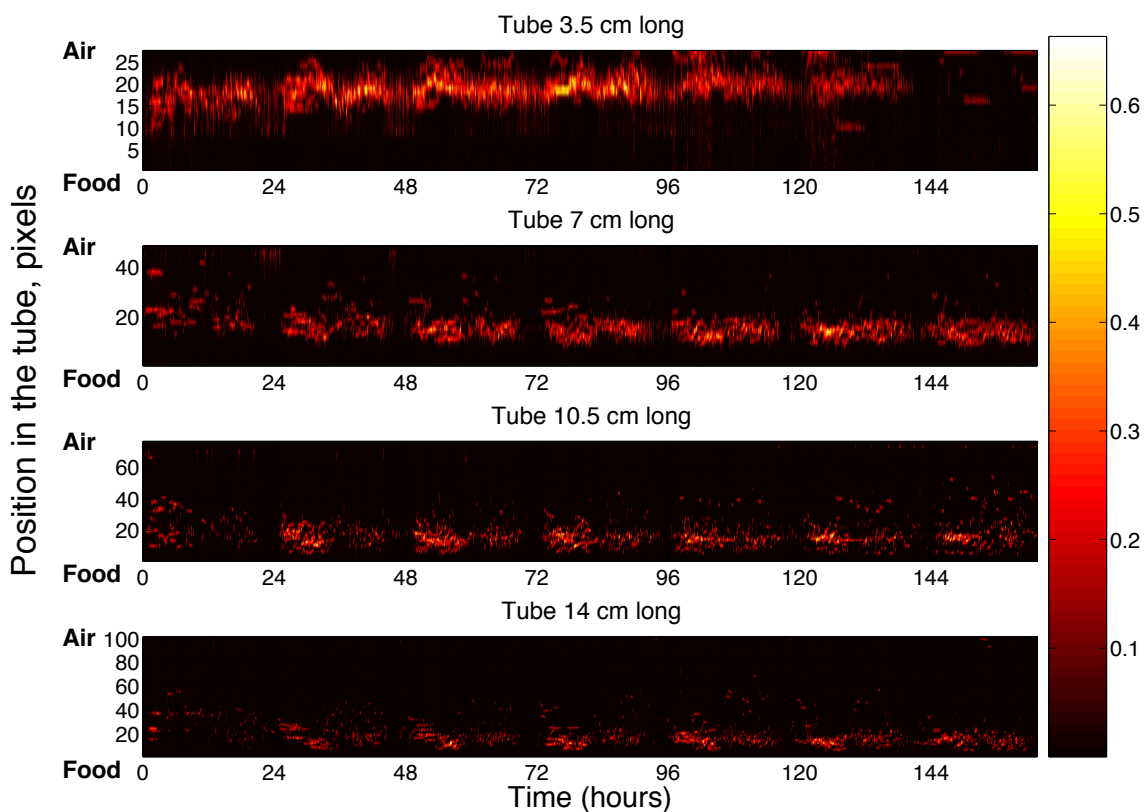 Tube 3.5 cm long
Air
25
20
15
10
5
Food
0 24 48 72 96 120 144
Tube 7 cm long
Air
40
20
Food
0 24 48 72 96 120 144
Tube 10.5 cm long
Air
60
40
20
Food
0 24 48 72 96 120 144
Tube 14 cm long
Air 100
80
60
40
20
Food
0 24 48 72 96 120 144
Time (hours)
Position in the tube, pixels
0.6
0.5
0.4
0.3
0.2
0.1